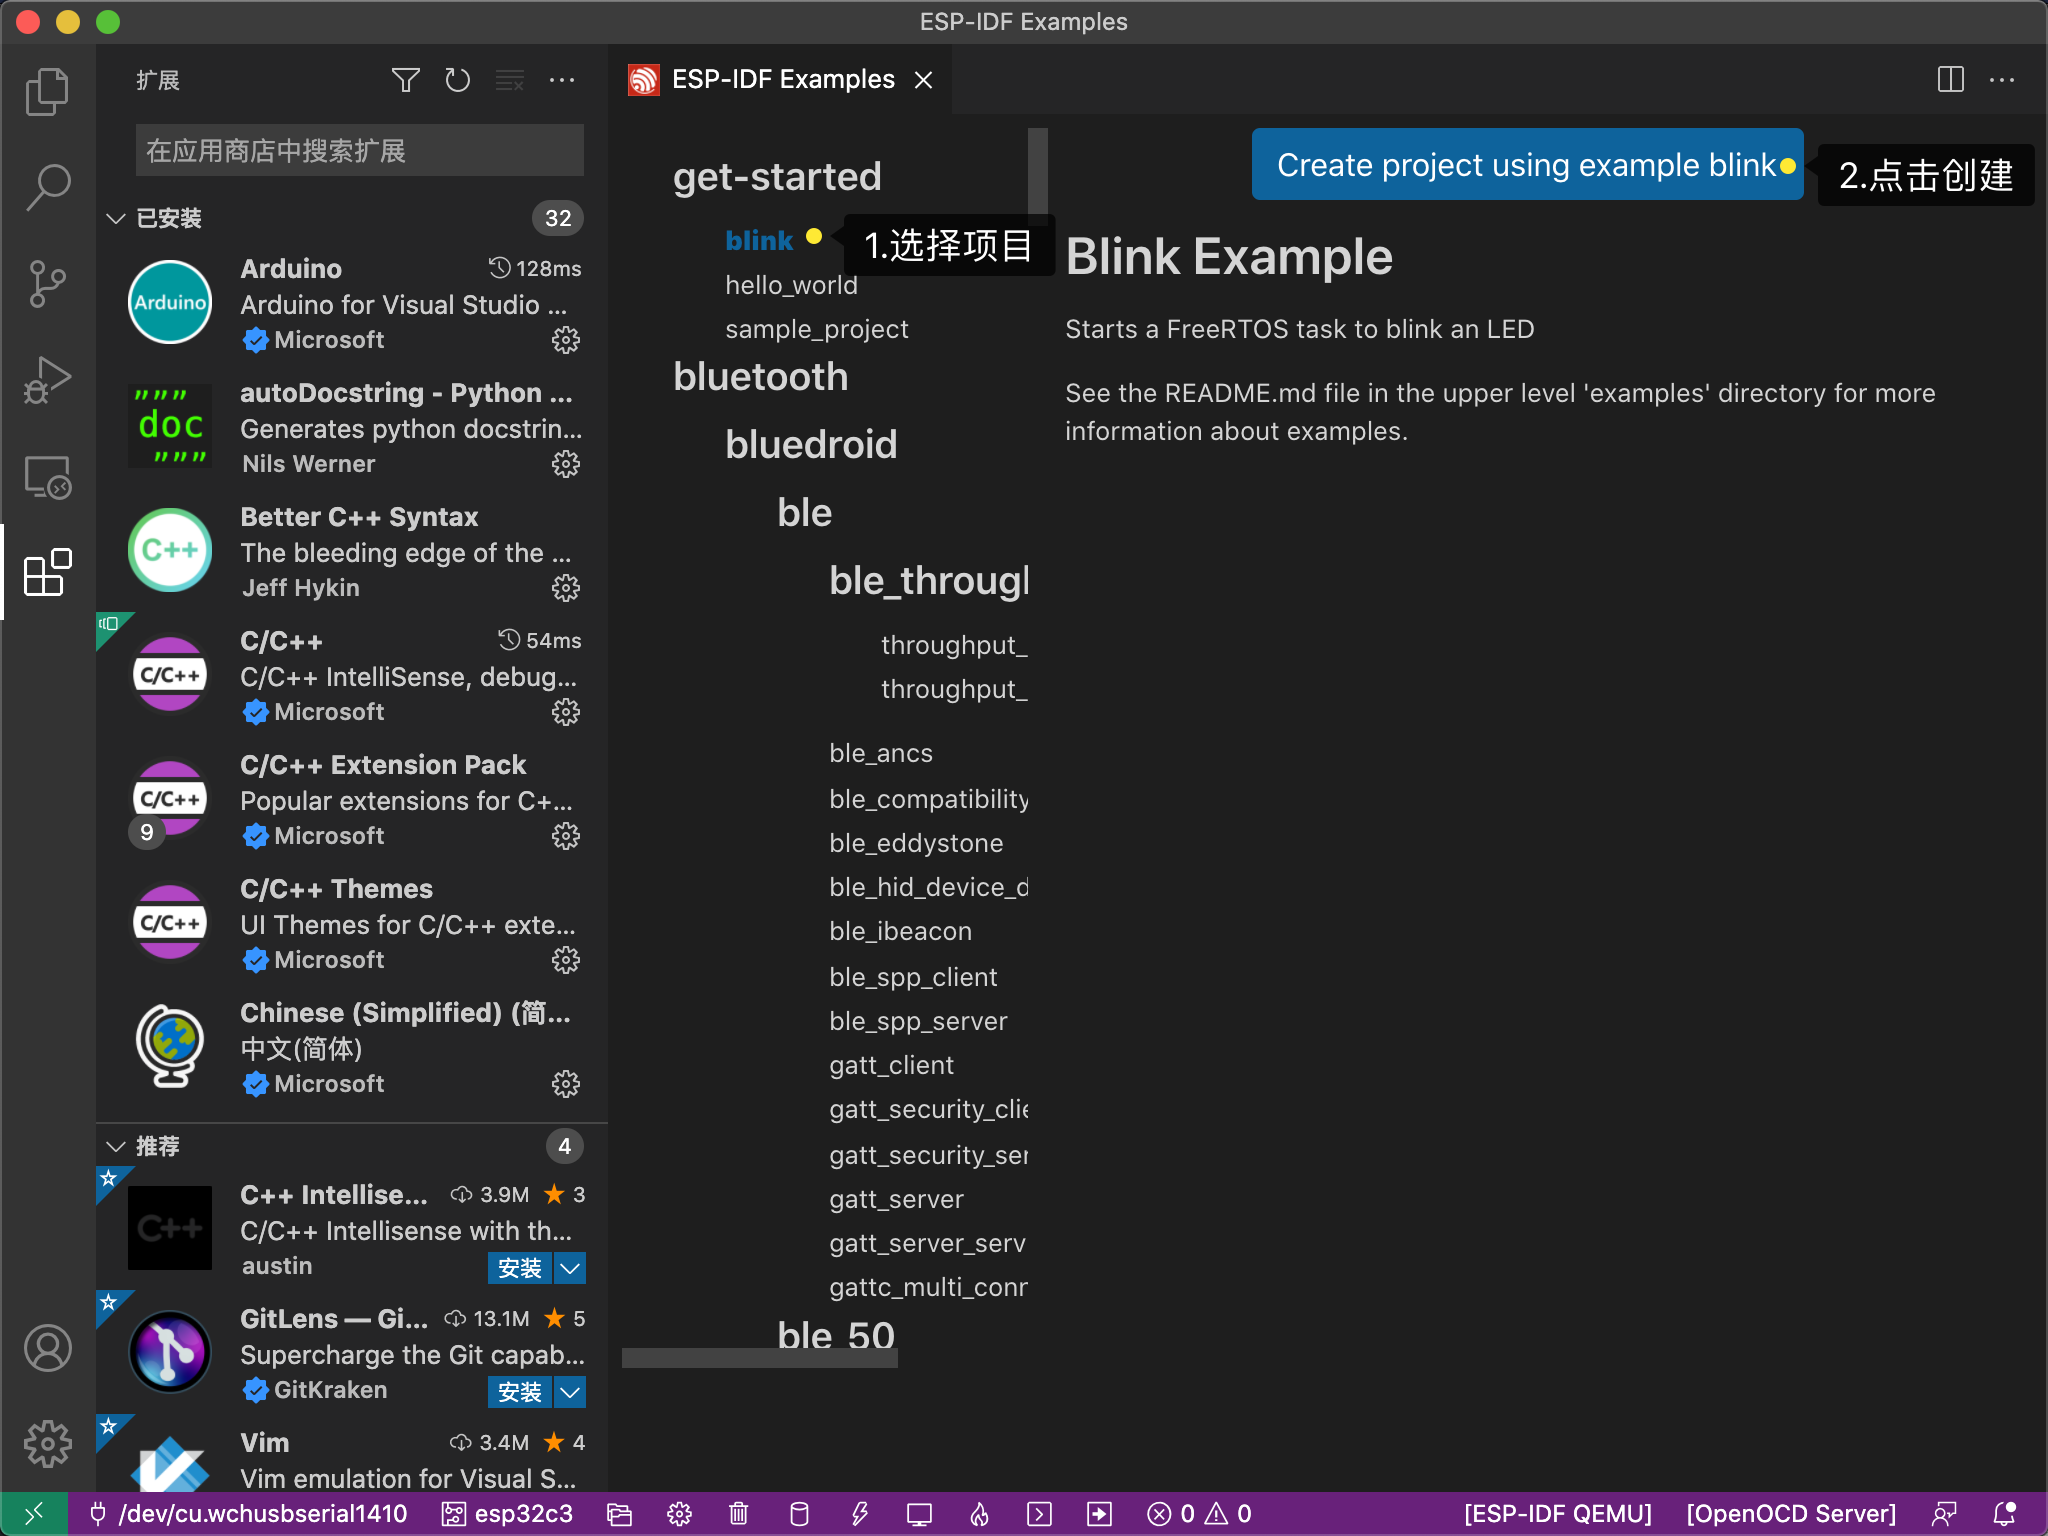 ESP-IDF Examples
扩展
在应用商店中搜索扩展
已安装
32
Arduino
Arduino
128ms
Arduino for Visual Studio ...
Microsoft
"""
doc
"""
autoDocstring - Python ...
Generates python docstrin...
Nils Werner
C++
Better C++ Syntax
The bleeding edge of the ...
Jeff Hykin
C/C++
C/C++
54ms
C/C++ IntelliSense, debug...
Microsoft
C/C++
9
C/C++ Extension Pack
Popular extensions for C+...
Microsoft
C/C++
C/C++ Themes
UI Themes for C/C++ exte...
Microsoft
Chinese (Simplified) (简...
中文(简体)
Microsoft
推荐
4
C++
C++ Intellise...
3.9M ★ 3
C/C++ Intellisense with th...
austin
安装
GitLens — Gi...
13.1M ★ 5
Supercharge the Git capab...
GitKraken
安装
Vim
3.4M ★ 4
Vim emulation for Visual S...
ESP-IDF Examples
get-started
blink
1.选择项目
hello_world
sample_project
bluetooth
bluedroid
ble
ble_through
throughput_
throughput_
ble_ancs
ble_compatibility
ble_eddystone
ble_hid_device_d
ble_ibeacon
ble_spp_client
ble_spp_server
gatt_client
gatt_security_clie
gatt_security_ser
gatt_server
gatt_server_serv
gattc_multi_conn
ble 50
Create project using example blink
2.点击创建
Blink Example
Starts a FreeRTOS task to blink an LED
See the README.md file in the upper level 'examples' directory for more
information about examples.
/dev/cu.wchusbserial1410
esp32c3
0
0
[ESP-IDF QEMU]
[OpenOCD Server]